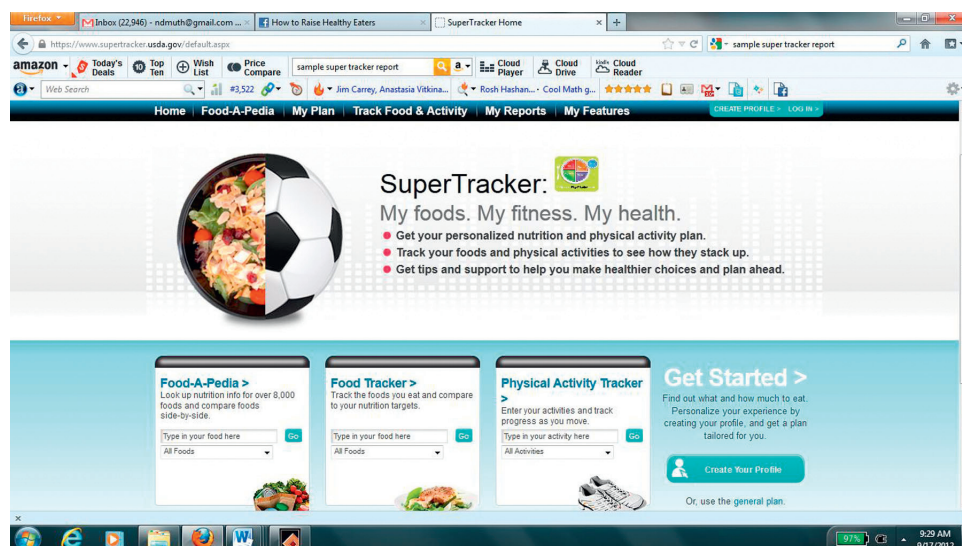 Firefox
Inbox (22,946) - ndmuth@gmail.com ...
How to Raise Healthy Eaters
SuperTracker Home
https://www.supertracker.usda.gov/default.aspx
sample super tracker report
amazon
Today's Deals
Top Ten
Wish List
Price Compare
sample super tracker report
Cloud Player
Cloud Drive
Cloud Reader
Web Search
#3,522
Jim Carrey, Anastasia Vitkina...
Rosh Hashan...
Cool Math g...
Home
Food-A-Pedia
My Plan
Track Food & Activity
My Reports
My Features
CREATE PROFILE >
LOG IN >
SuperTracker:
My foods. My fitness. My health.
Get your personalized nutrition and physical activity plan.
Track your foods and physical activities to see how they stack up.
Get tips and support to help you make healthier choices and plan ahead.
Food-A-Pedia >
Look up nutrition info for over 8,000
foods and compare foods
side-by-side.
Type in your food here
Go
All Foods
Food Tracker >
Track the foods you eat and compare
to your nutrition targets.
Type in your food here
Go
All Foods
Physical Activity Tracker
>
Enter your activities and track
progress as you move.
Type in your activity here
Go
All Activities
Get Started >
Find out what and how much to eat.
Personalize your experience by
creating your profile, and get a plan
tailored for you.
Create Your Profile
Or, use the general plan.
97%
9:29 AM
9/17/2012